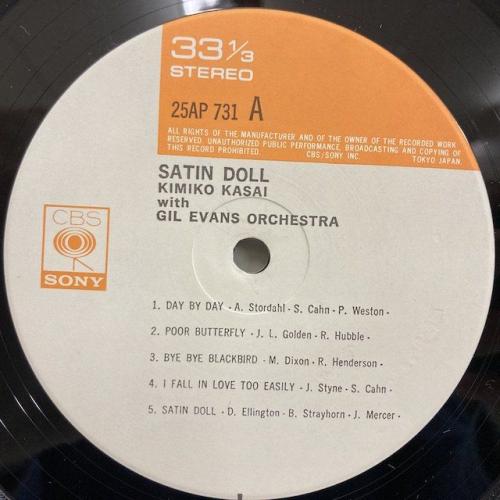 33 1/3
STEREO
25AP 731 A
ALL RIGHTS OF THE MANUFACTURER AND OF THE OWNER OF THE RECORDED WORK
RESERVED. UNAUTHORIZED PUBLIC PERFORMANCE, BROADCASTING AND COPYING OF
THIS RECORD PROHIBITED. CBS/SONY INC. TOKYO JAPAN
SATIN DOLL
KIMIKO KASAI
with
GIL EVANS ORCHESTRA
CBS
SONY
1. DAY BY DAY · A. Stordahl · S. Cahn · P. Weston ·
2. POOR BUTTERFLY · J. L. Golden · R. Hubble ·
3. BYE BYE BLACKBIRD · M. Dixon · R. Henderson ·
4. I FALL IN LOVE TOO EASILY · J. Styne · S. Cahn ·
5. SATIN DOLL · D. Ellington · B. Strayhorn · J. Mercer ·